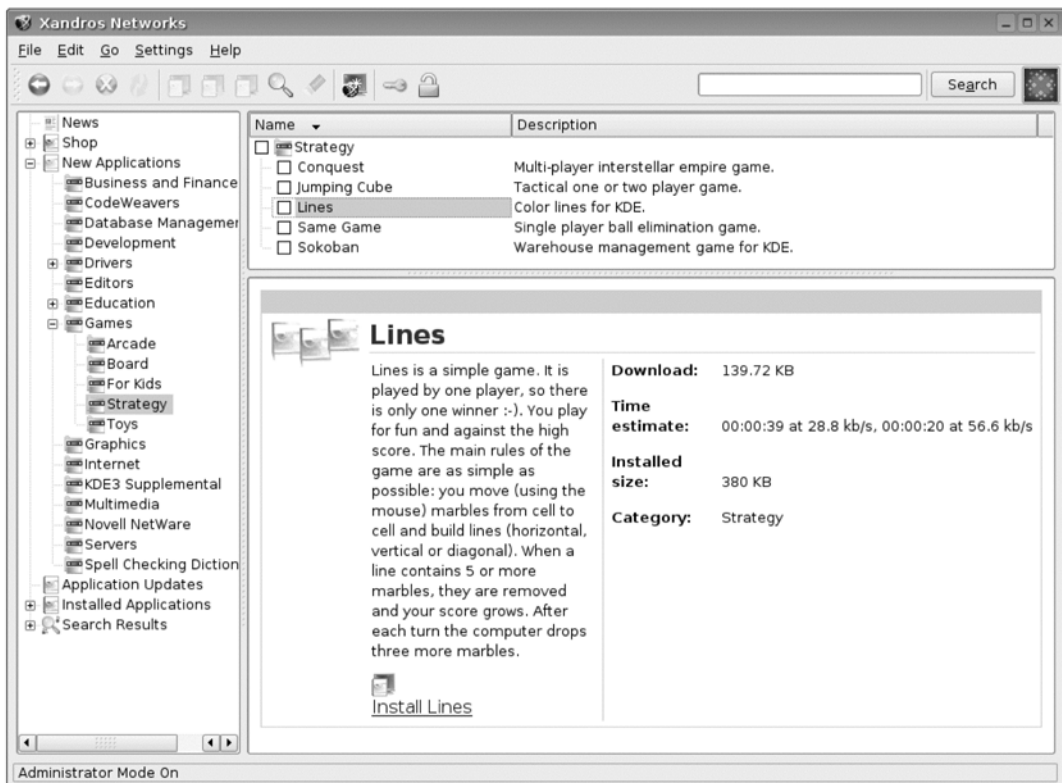 Xandros Networks
File Edit Go Settings Help
Search
News
Shop
New Applications
Business and Finance
CodeWeavers
Database Managemer
Development
Drivers
Editors
Education
Games
Arcade
Board
For Kids
Strategy
Toys
Graphics
Internet
KDE3 Supplemental
Multimedia
Novell NetWare
Servers
Spell Checking Diction
Application Updates
Installed Applications
Search Results
Name Description
Strategy
Conquest Multi-player interstellar empire game.
Jumping Cube Tactical one or two player game.
Lines Color lines for KDE.
Same Game Single player ball elimination game.
Sokoban Warehouse management game for KDE.
Lines
Lines is a simple game. It is
played by one player, so there
is only one winner :-). You play
for fun and against the high
score. The main rules of the
game are as simple as
possible: you move (using the
mouse) marbles from cell to
cell and build lines (horizontal,
vertical or diagonal). When a
line contains 5 or more
marbles, they are removed
and your score grows. After
each turn the computer drops
three more marbles.
Install Lines
Download: 139.72 KB
Time
estimate: 00:00:39 at 28.8 kb/s, 00:00:20 at 56.6 kb/s
Installed
size: 380 KB
Category: Strategy
Administrator Mode On